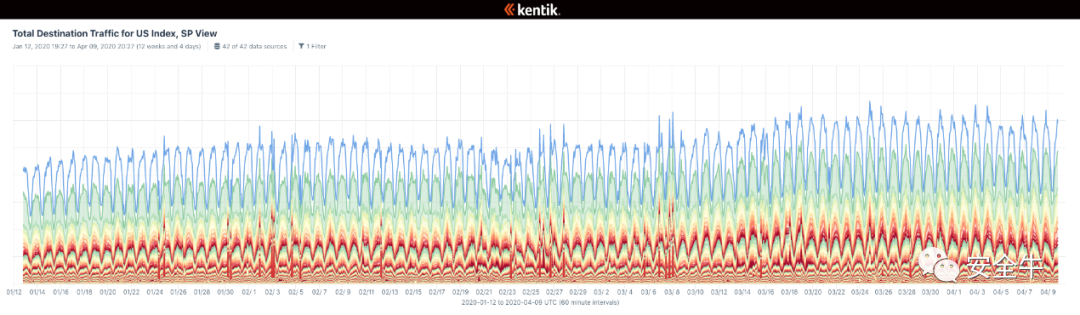 kentik.
Total Destination Traffic for US Index, SP View
Jan 12, 2020 19:27 to Apr 09, 2020 20:27 (12 weeks and 4 days) 42 of 42 data sources 1 Filter
01/12 01/14 01/16 01/18 01/20 01/22 01/24 01/26 01/28 01/30 02/1 02/3 02/5 02/7 02/9 02/11 02/13 02/15 02/17 02/19 02/21 02/23 02/25 02/27 02/29 03/2 03/4 03/6 03/8 03/10 03/12 03/14 03/16 03/18 03/20 03/22 03/24 03/26 03/28 03/30 04/1 04/3 04/5 04/7 04/9
2020-01-12 to 2020-04-09 UTC (60 minute intervals)
安全牛